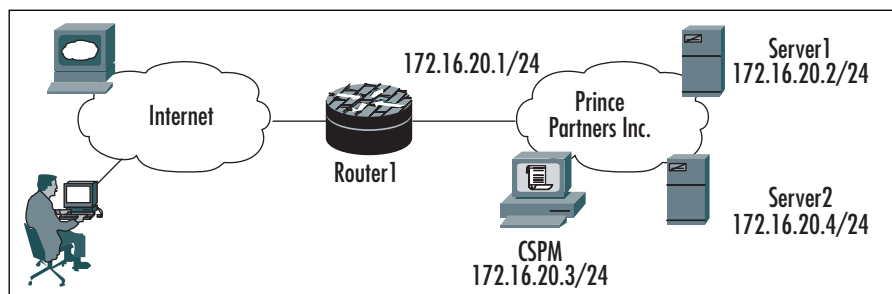 Internet
Router1
172.16.20.1/24
Prince
Partners Inc.
Server1
172.16.20.2/24
CSPM
172.16.20.3/24
Server2
172.16.20.4/24